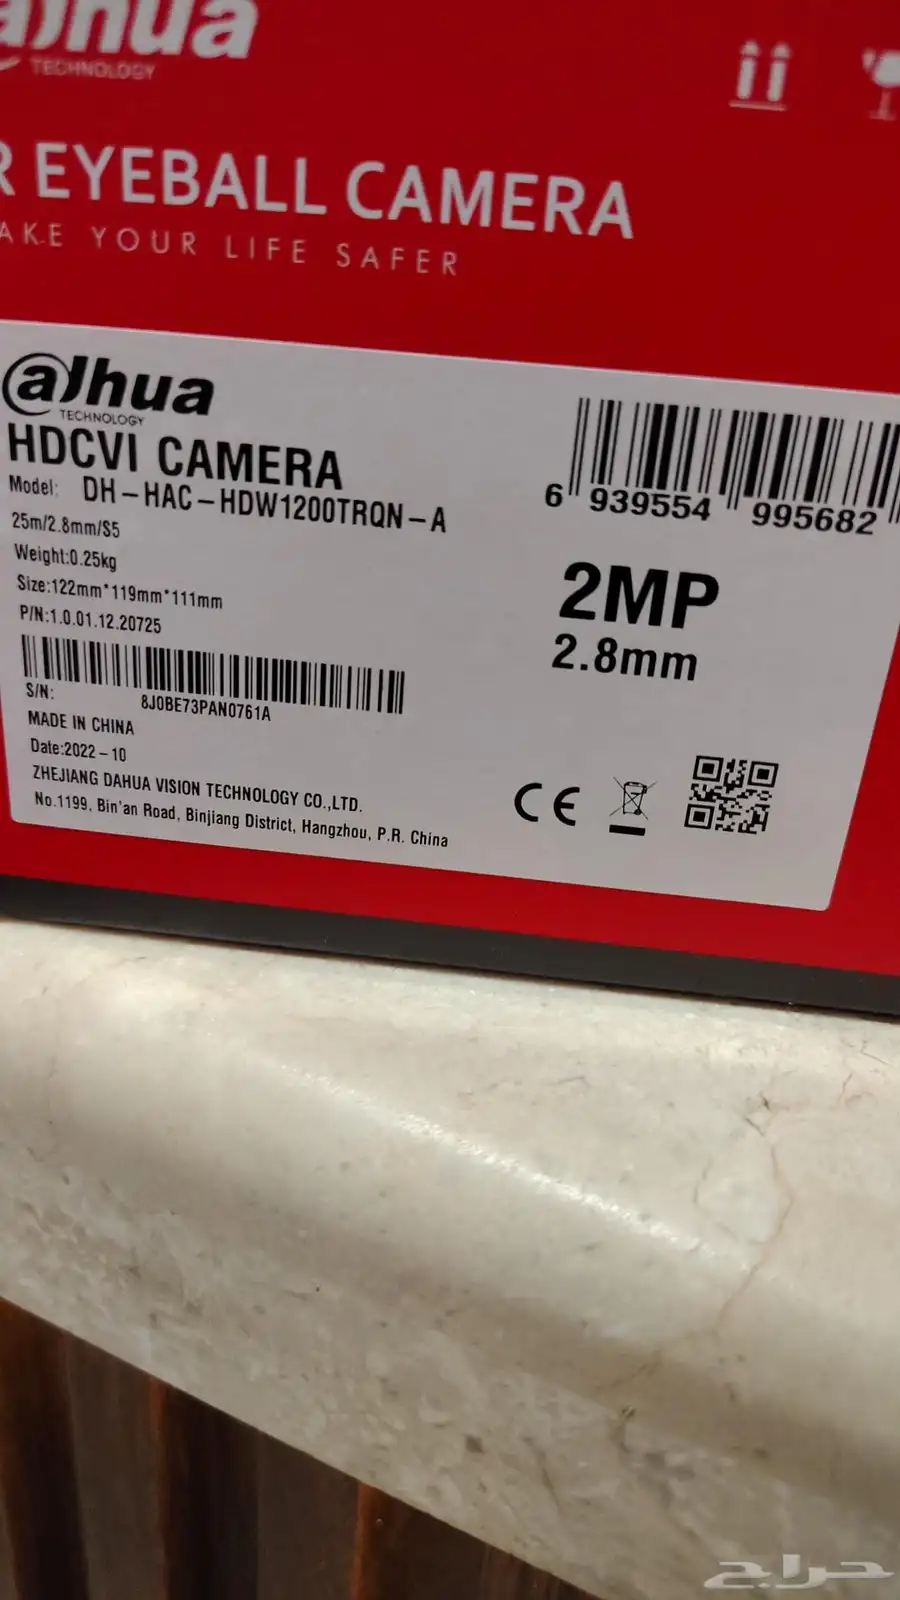 alhua
TECHNOLOGY
R EYEBALL CAMERA
AKE YOUR LIFE SAFER
alhua
TECHNOLOGY
HDCVI CAMERA
Model: DH-HAC-HDW1200TRQN-A
25m/2.8mm/S5
Weight:0.25kg
Size:122mm*119mm*111mm
P/N:1.0.01.12.20725
S/N: 8J0BE73PAN0761A
MADE IN CHINA
Date:2022-10
ZHEJIANG DAHUA VISION TECHNOLOGY CO.,LTD.
No.1199, Bin'an Road, Binjiang District, Hangzhou, P.R. China
6 939554 995682
2MP
2.8mm
CE
حراج